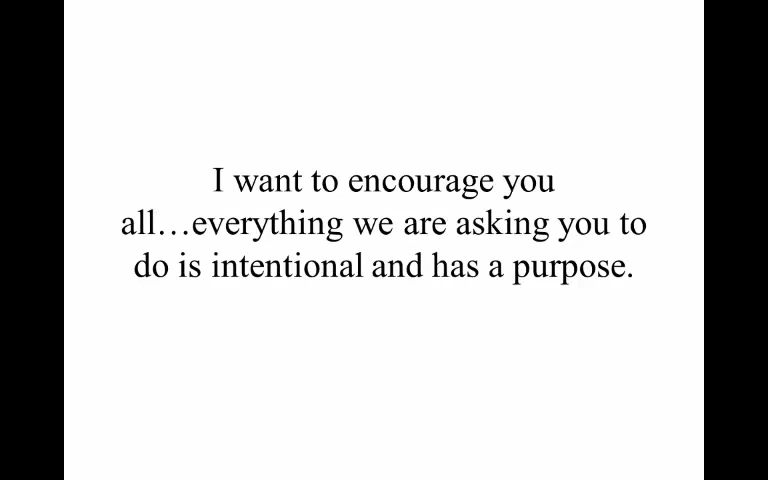 I want to encourage you
all…everything we are asking you to
do is intentional and has a purpose.